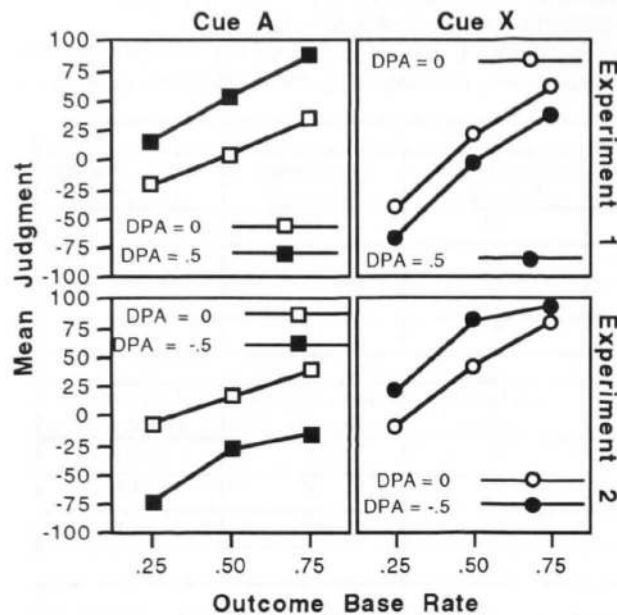 Cue A
Cue X
100
75
50
25
0
-25
-50
-75
-100
DPA = 0
DPA = .5
DPA = 0
DPA = .5
Experiment 1
100
75
50
25
0
-25
-50
-75
-100
DPA = 0
DPA = -.5
DPA = 0
DPA = -.5
Experiment 2
Mean Judgment
.25 .50 .75
.25 .50 .75
Outcome Base Rate